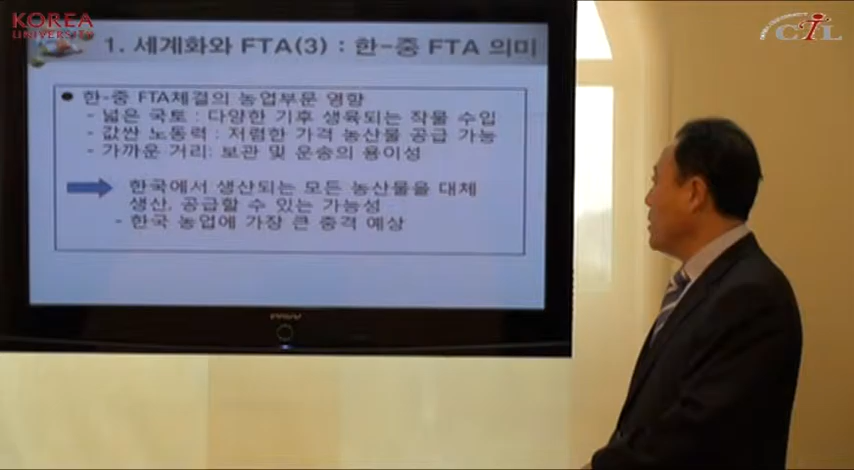 KOREA
UNIVERSITY
CTL
1. 세계화와 FTA(3) : 한-중 FTA 의미
● 한-중 FTA체결의 농업부문 영향
- 넓은 국토 : 다양한 기후 생육되는 작물 수입
- 값싼 노동력 : 저렴한 가격 농산물 공급 가능
- 가까운 거리: 보관 및 운송의 용이성
한국에서 생산되는 모든 농산물을 대체
생산, 공급할 수 있는 가능성
- 한국 농업에 가장 큰 충격 예상